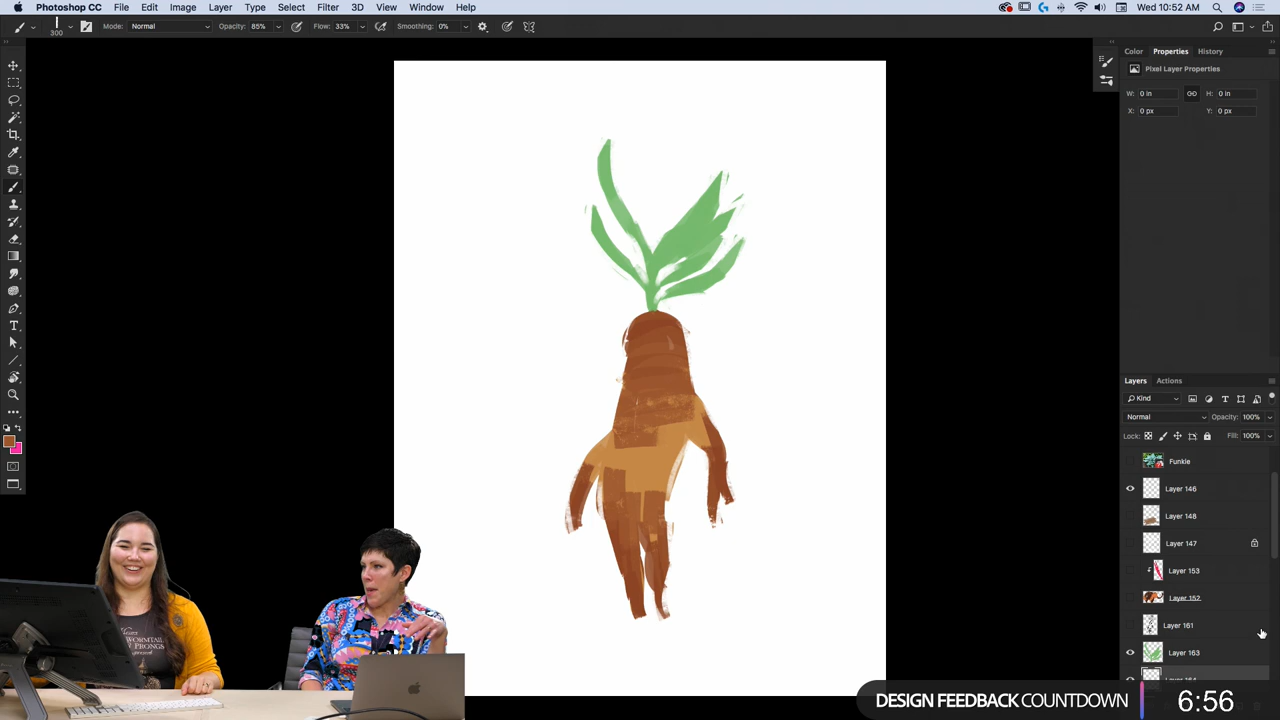 Photoshop CC File Edit Image Layer Type Select Filter 3D View Window Help Wed 10:52 AM
300 Mode: Normal Opacity: 85% Flow: 33% Smoothing: 0%
Color Properties History
Pixel Layer Properties
W: 0 in H: 0 in
X: 0 px Y: 0 px
Layers Actions
Kind
Normal Opacity: 100%
Lock: Fill: 100%
Funkie
Layer 146
Layer 148
Layer 147
Layer 153
Layer 152
Layer 161
Layer 163
WORMTAIL
PRONGS
DESIGN FEEDBACK COUNTDOWN 6:56